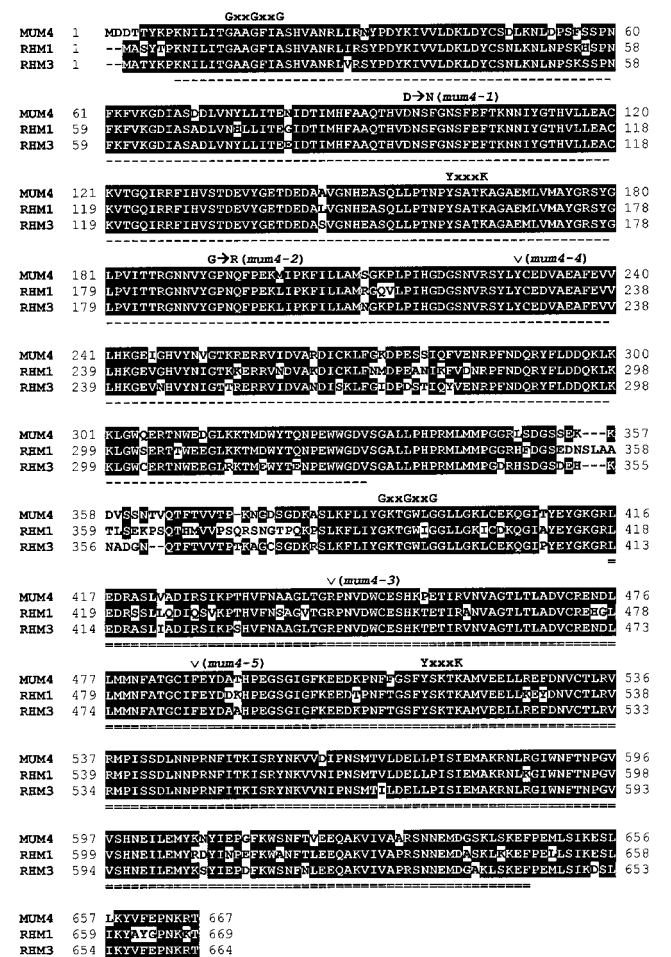 GxxGxxG
MUM4 1 MDDTTYKPKNILITGAAGFIASHVANRLIRNYPDYKIVVLDKLDYCSDLKNLDPSFSSPN 60
RHM1 1 --MASYTPKNILITGAAGFIASHVANRLIRSYPDYKIVVLDKLDYCSNLKNLNPSKHSPN 58
RHM3 1 --MATYKPKNILITGAAGFIASHVANRLVRSYPDYKIVVLDKLDYCSNLKNLNPSKSSPN 58
D→N (mum4-1)
MUM4 61 FKFVKGDIASDDLVNYLLITENIDTIMHFAAQTHVDNSFGNSFEFTKNNIYGTHVLLEAC 120
RHM1 59 FKFVKGDIASADLVNHLLITEGIDTIMHFAAQTHVDNSFGNSFEFTKNNIYGTHVLLEAC 118
RHM3 59 FKFVKGDIASADLVNYLLITEEIDTIMHFAAQTHVDNSFGNSFEFTKNNIYGTHVLLEAC 118
YxxxK
MUM4 121 KVTGQIRRFIHVSTDEVYGETDEDAAVGNHEASQLLPTNPYSATKAGAEMLVMAYGRSYG 180
RHM1 119 KVTGQIRRFIHVSTDEVYGETDEDALVGNHEASQLLPTNPYSATKAGAEMLVMAYGRSYG 178
RHM3 119 KVTGQIRRFIHVSTDEVYGETDEDASVGNHEASQLLPTNPYSATKAGAEMLVMAYGRSYG 178
G→R (mum4-2) ∨ (mum4-4)
MUM4 181 LPVITTRGNNVYGPNQFPEKMIPKFILLAMSGKPLPIHGDGSNVRSYLYCEDVAEAFEVV 240
RHM1 179 LPVITTRGNNVYGPNQFPEKLIPKFILLAMRGQVLPIHGDGSNVRSYLYCEDVAEAFEVV 238
RHM3 179 LPVITTRGNNVYGPNQFPEKLIPKFILLAMNGKPLPIHGDGSNVRSYLYCEDVAEAFEVV 238
MUM4 241 LHKGEIGHVYNVGTKRERRVIDVARDICKLFGKDPESSIQFVENRPFNDQRYFLDDQKLK 300
RHM1 239 LHKGEVGHVYNIGTKKERRVNDVAKDICKLFNMDPEANIKFVDNRPFNDQRYFLDDQKLK 298
RHM3 239 LHKGEVNHVYNIGTTRERRVIDVANDISKLFGIDPDSTIQYVENRPFNDQRYFLDDQKLK 298
MUM4 301 KLGWQERTNWEDGLKKTMDWYTQNPEWWGDVSGALLPHPRMLMMPGGRLSDGSSEK---K 357
RHM1 299 KLGWSERTTWEEGLKKTMDWYTQNPEWWGDVSGALLPHPRMLMMPGGRHFDGSEDNSLAA 358
RHM3 299 KLGWCERTNWEEGLRKTMEWYTENPEWWGDVSGALLPHPRMLMMPGDRHSDGSDEH---K 355
GxxGxxG
MUM4 358 DVSSNTVQTFTVVTPP-KNGDSGDKASLKFLIYGKTGWLGGLLGKLCEKQGITYEYGKGRL 416
RHM1 359 TLSEKPSQTHMVVPSQRSNGTPQKPSLKFLIYGKTGWIGGLLGKICDKQGIAYEYGKGRL 418
RHM3 356 NADGN--QTFTVVTPTKAGCSGDKRSLKFLIYGKTGWLGGLLGKLCEKQGIPYEYGKGRL 413
∨ (mum4-3)
MUM4 417 EDRASLVADIRSIKPTHVFNAAGLTGRPNVDWCESHKPETIRVNVAGTLTLADVCRENDL 476
RHM1 419 EDRSSLLQDIQSVKPTHVFNSAGVTGRPNVDWCESHKTETIRANVAGTLTLADVCREHGL 478
RHM3 414 EDRASLIADIRSIKPSHVFNAAGLTGRPNVDWCESHKTETIRVNVAGTLTLADVCRENDL 473
∨ (mum4-5) YxxxK
MUM4 477 LMMNFATGCIFEYDATHPEGSGIGFKEEDKPNFFGSFYSKTKAMVEELLREFDNVCTLRV 536
RHM1 479 LMMNFATGCIFEYDDKHPEGSGIGFKEEDTPNFTGSFYSKTKAMVEELLKEYDNVCTLRV 538
RHM3 474 LMMNFATGCIFEYDAAHPEGSGIGFKEEDKPNFTGSFYSKTKAMVEELLREFDNVCTLRV 533
MUM4 537 RMPISSDLNNPRNFITKISRYNKVVDIPNSMTVLDELLPISIEMAKRNLRGIWNFTNPGV 596
RHM1 539 RMPISSDLNNPRNFITKISRYNKVVNIPNSMTVLDELLPISIEMAKRNLKGIWNFTNPGV 598
RHM3 534 RMPISSDLNNPRNFITKISRYNKVVNIPNSMTILDELLPISIEMAKRNLRGIWNFTNPGV 593
MUM4 597 VSHNEILEMYKNYIEPGFKWSNFTVEEQAKVIVAARSNNEMDGSKLSKEFPEMLSIKESL 656
RHM1 599 VSHNEILEMYRDYINPEFKWANFTLEEQAKVIVAPRSNNEMDASKLKKEFPELLSIKESL 658
RHM3 594 VSHNEILEMYKSYIEPDFKWSNFNLEEQAKVIVAPRSNNEMDGAKLSKEFPEMLSIKDSL 653
MUM4 657 LKYVFEPNKRT 667
RHM1 659 IKYAYGPNKKT 669
RHM3 654 IKYVFEPNKRT 664